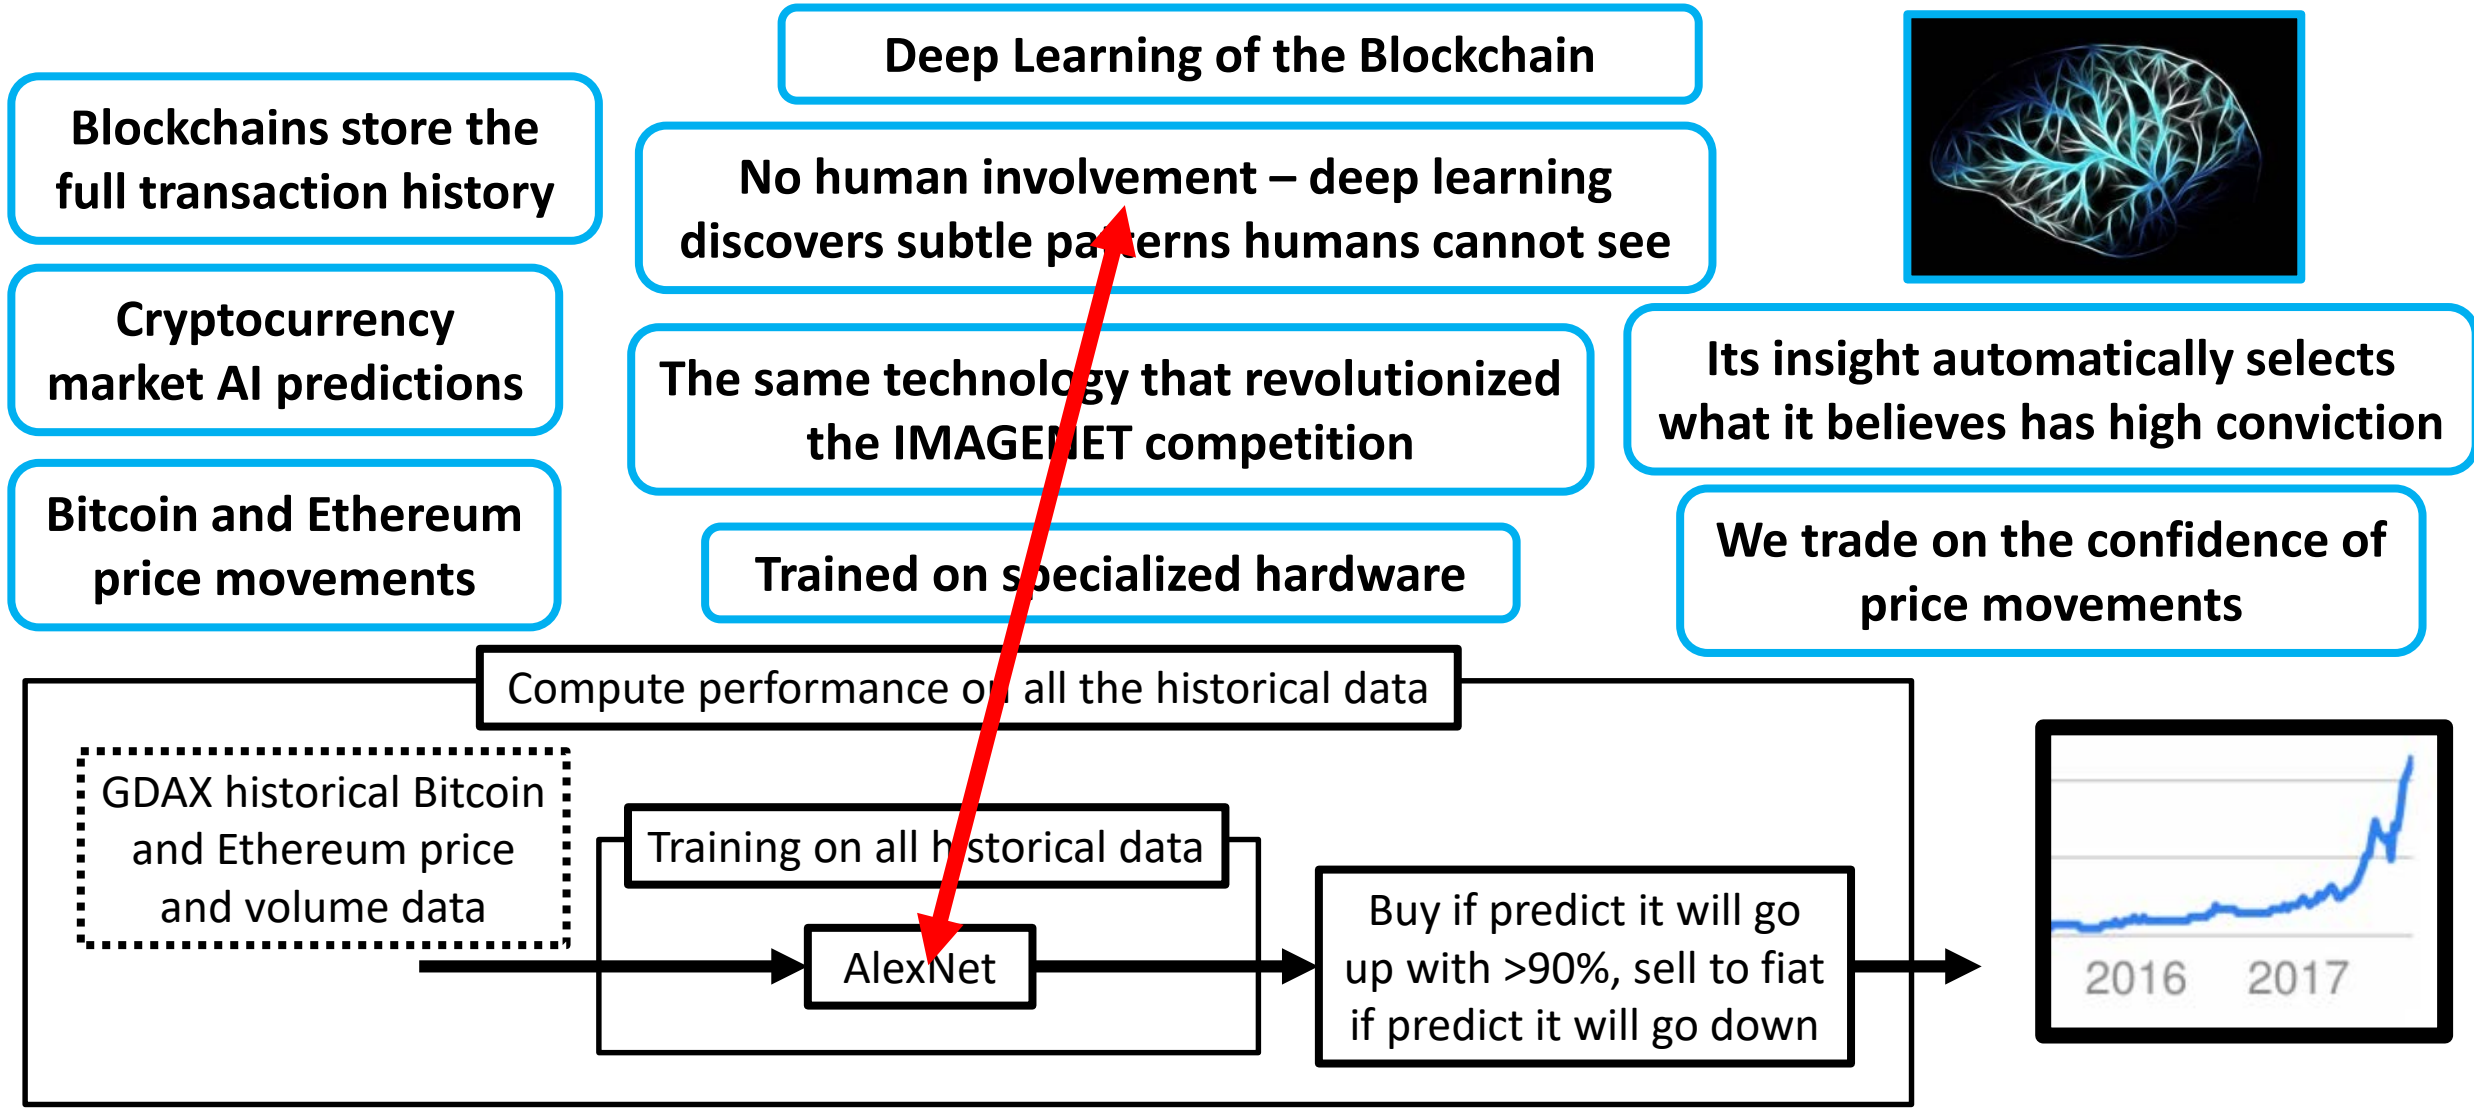 Deep Learning of the Blockchain
Blockchains store the
full transaction history
No human involvement – deep learning
discovers subtle patterns humans cannot see
Cryptocurrency
market AI predictions
The same technology that revolutionized
the IMAGENET competition
Its insight automatically selects
what it believes has high conviction
Bitcoin and Ethereum
price movements
Trained on specialized hardware
We trade on the confidence of
price movements
Compute performance on all the historical data
GDAX historical Bitcoin
and Ethereum price
and volume data
Training on all historical data
AlexNet
Buy if predict it will go
up with >90%, sell to fiat
if predict it will go down
2016 2017